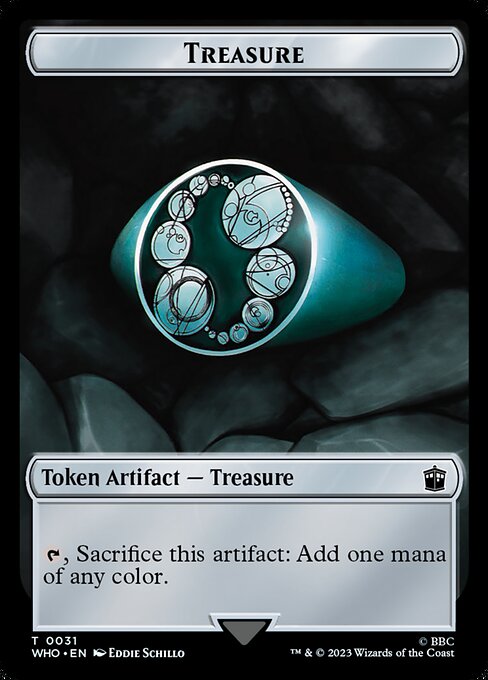 Treasure
Token Artifact — Treasure
, Sacrifice this artifact: Add one mana
of any color.
T 0031
© BBC
WHO • EN Eddie Schillo
™ & © 2023 Wizards of the Coast